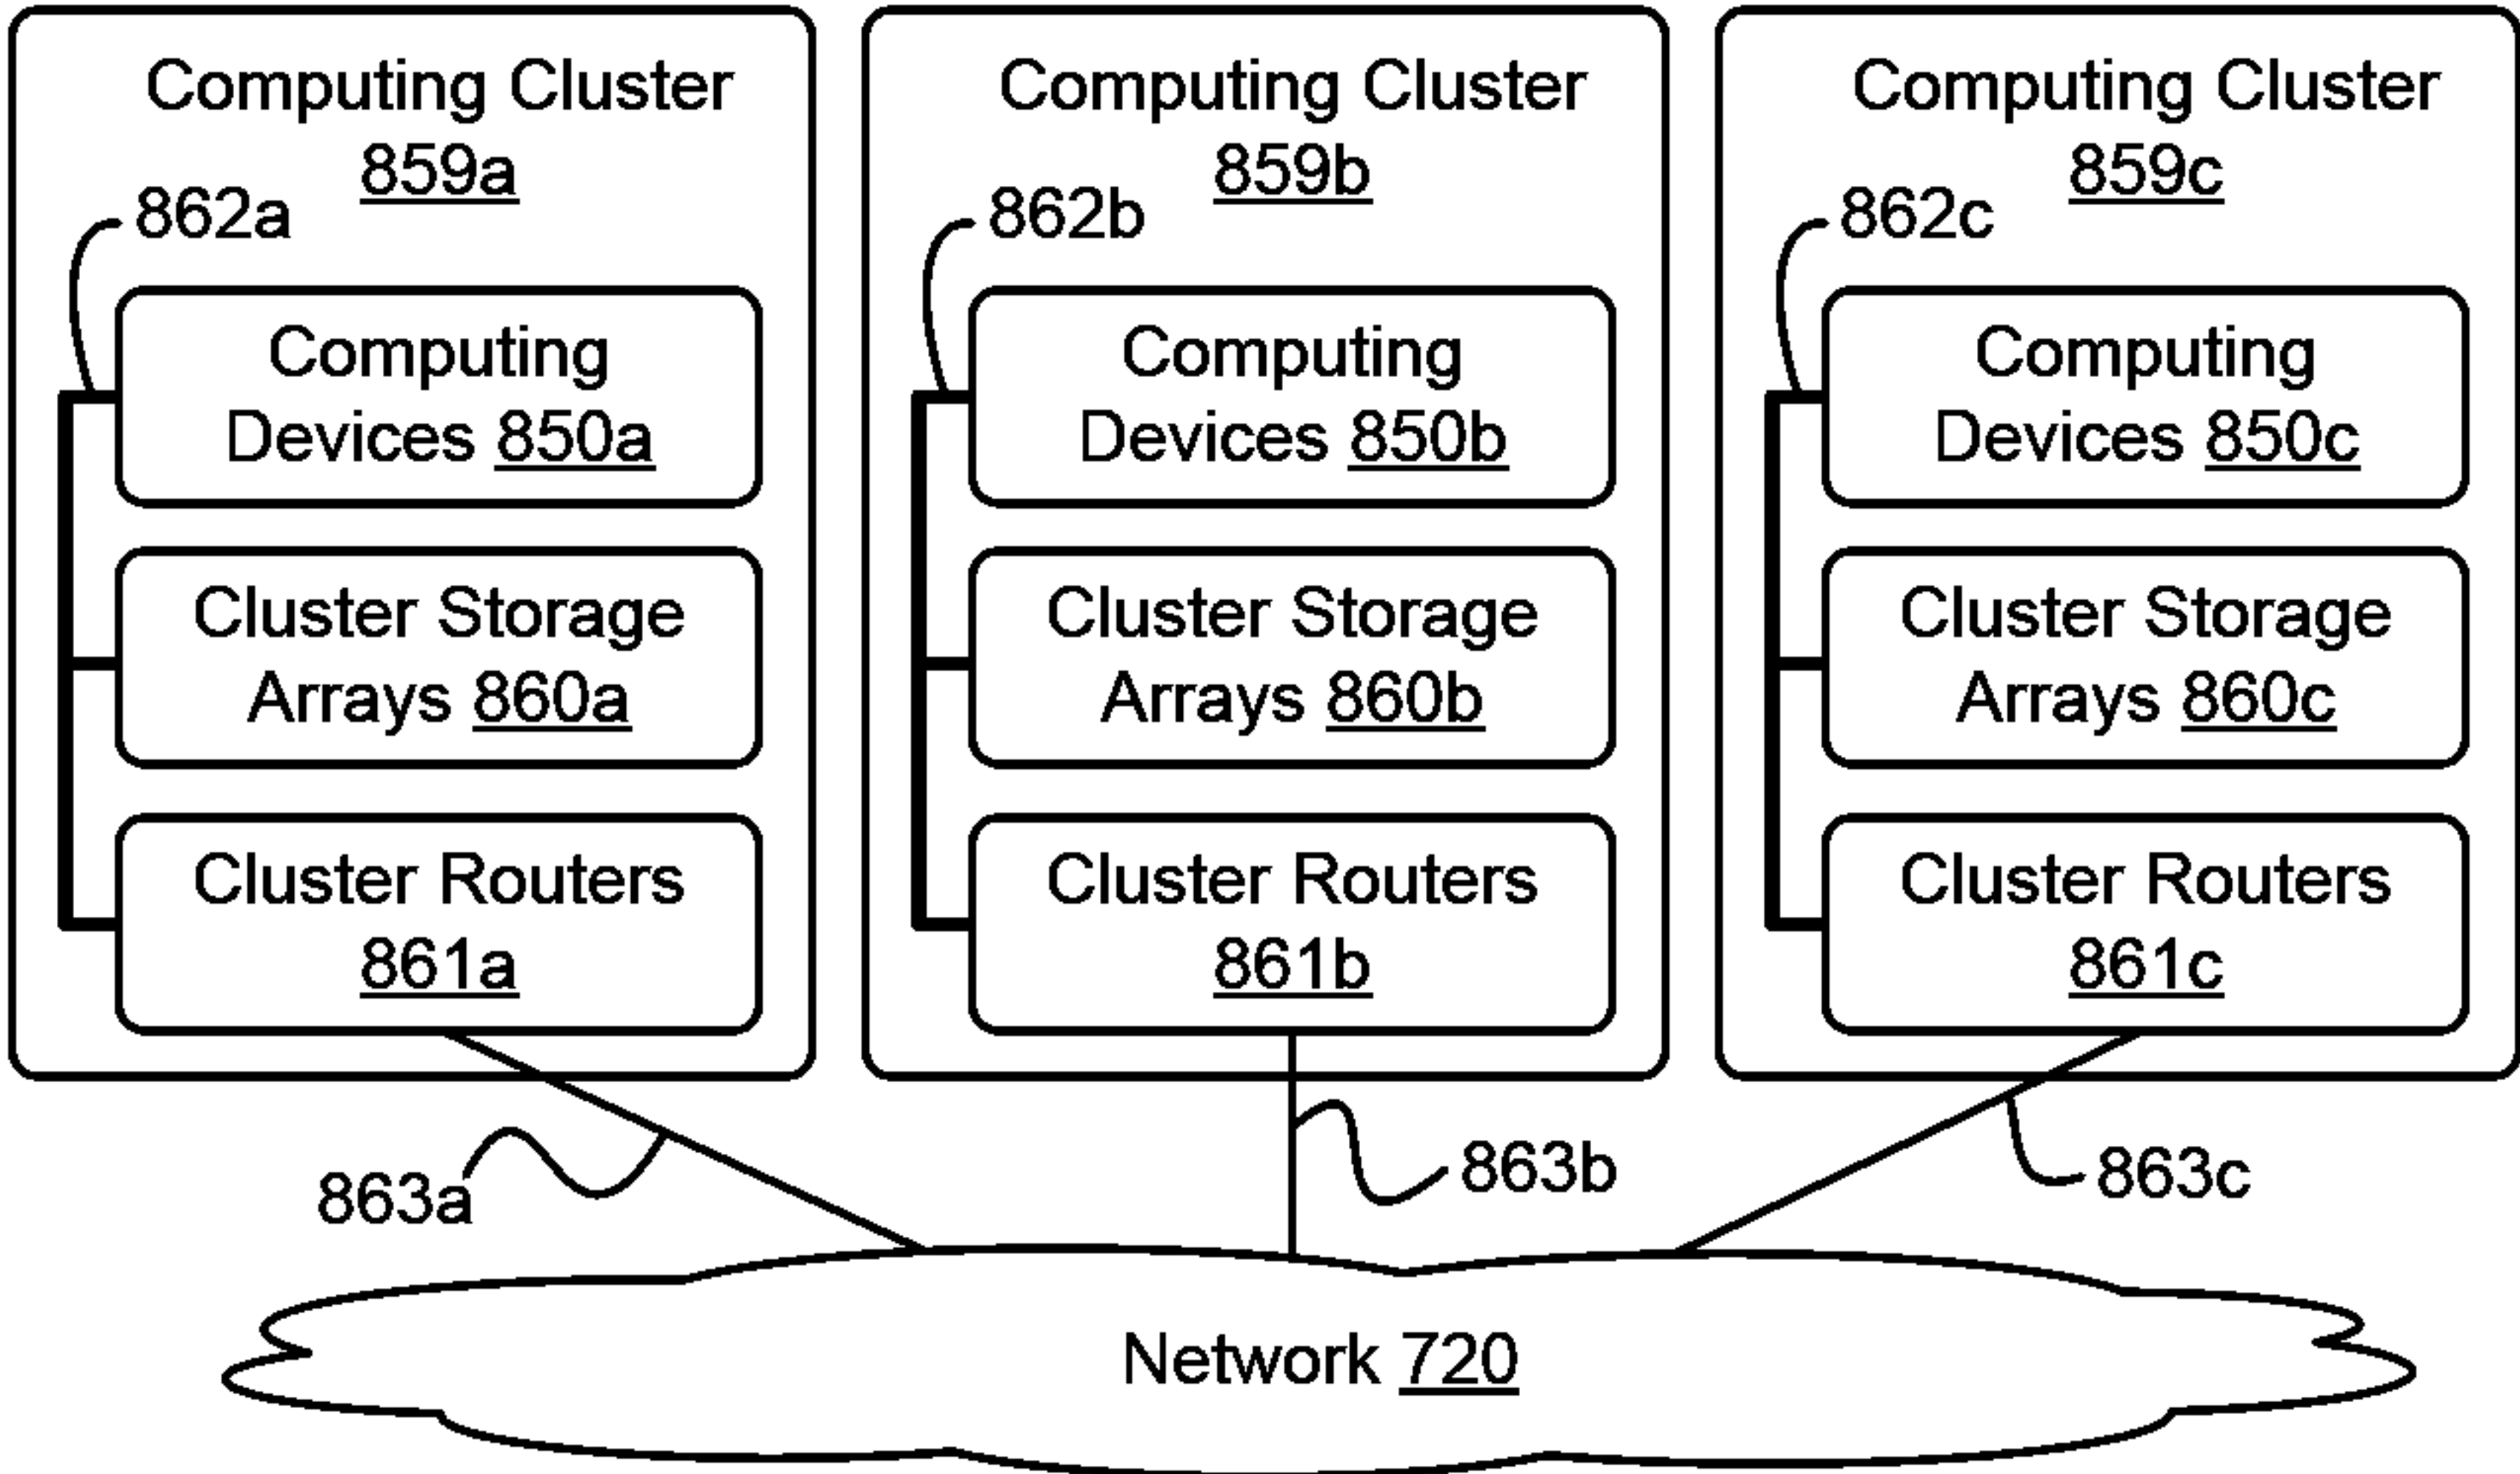 Computing Cluster
859a
862a
Computing
Devices 850a
Cluster Storage
Arrays 860a
Cluster Routers
861a
Computing Cluster
859b
862b
Computing
Devices 850b
Cluster Storage
Arrays 860b
Cluster Routers
861b
Computing Cluster
859c
862c
Computing
Devices 850c
Cluster Storage
Arrays 860c
Cluster Routers
861c
863a
863b
863c
Network 720